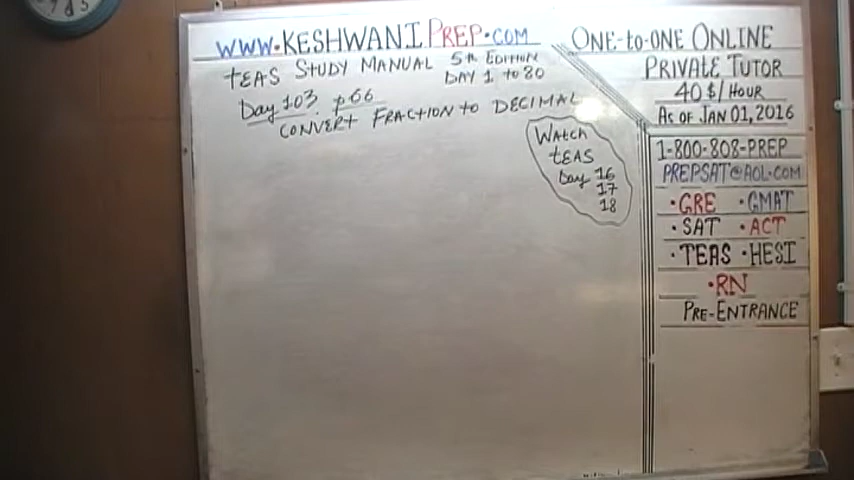 WWW.KESHWANIPREP.COM
TEAS STUDY MANUAL 5th EDITION
DAY 1 to 80
Day 103. p66
CONVERT FRACTION to DECIMAL
WATCH
tEAS
Day 16
17
18
ONE-to-ONE ONLINE
PRIVATE TUTOR
40$/HOUR
AS OF JAN 01,2016
1-800-808-PREP
PREPSAT@AOL.COM
•GRE •GMAT
•SAT •ACT
•TEAS •HESI
•RN
PRE-ENTRANCE